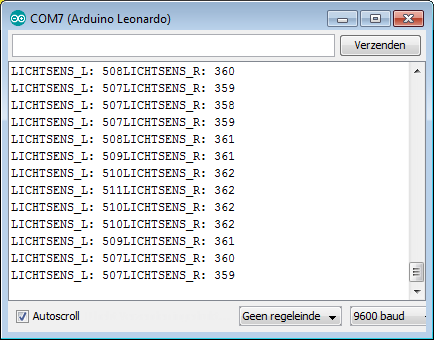 COM7 (Arduino Leonardo)
Verzenden
LICHTSENS_L: 508LICHTSENS_R: 360
LICHTSENS_L: 507LICHTSENS_R: 359
LICHTSENS_L: 507LICHTSENS_R: 358
LICHTSENS_L: 507LICHTSENS_R: 359
LICHTSENS_L: 508LICHTSENS_R: 361
LICHTSENS_L: 509LICHTSENS_R: 361
LICHTSENS_L: 510LICHTSENS_R: 362
LICHTSENS_L: 511LICHTSENS_R: 362
LICHTSENS_L: 510LICHTSENS_R: 362
LICHTSENS_L: 510LICHTSENS_R: 362
LICHTSENS_L: 509LICHTSENS_R: 361
LICHTSENS_L: 507LICHTSENS_R: 360
LICHTSENS_L: 507LICHTSENS_R: 359
Autoscroll
Geen regeleinde
9600 baud